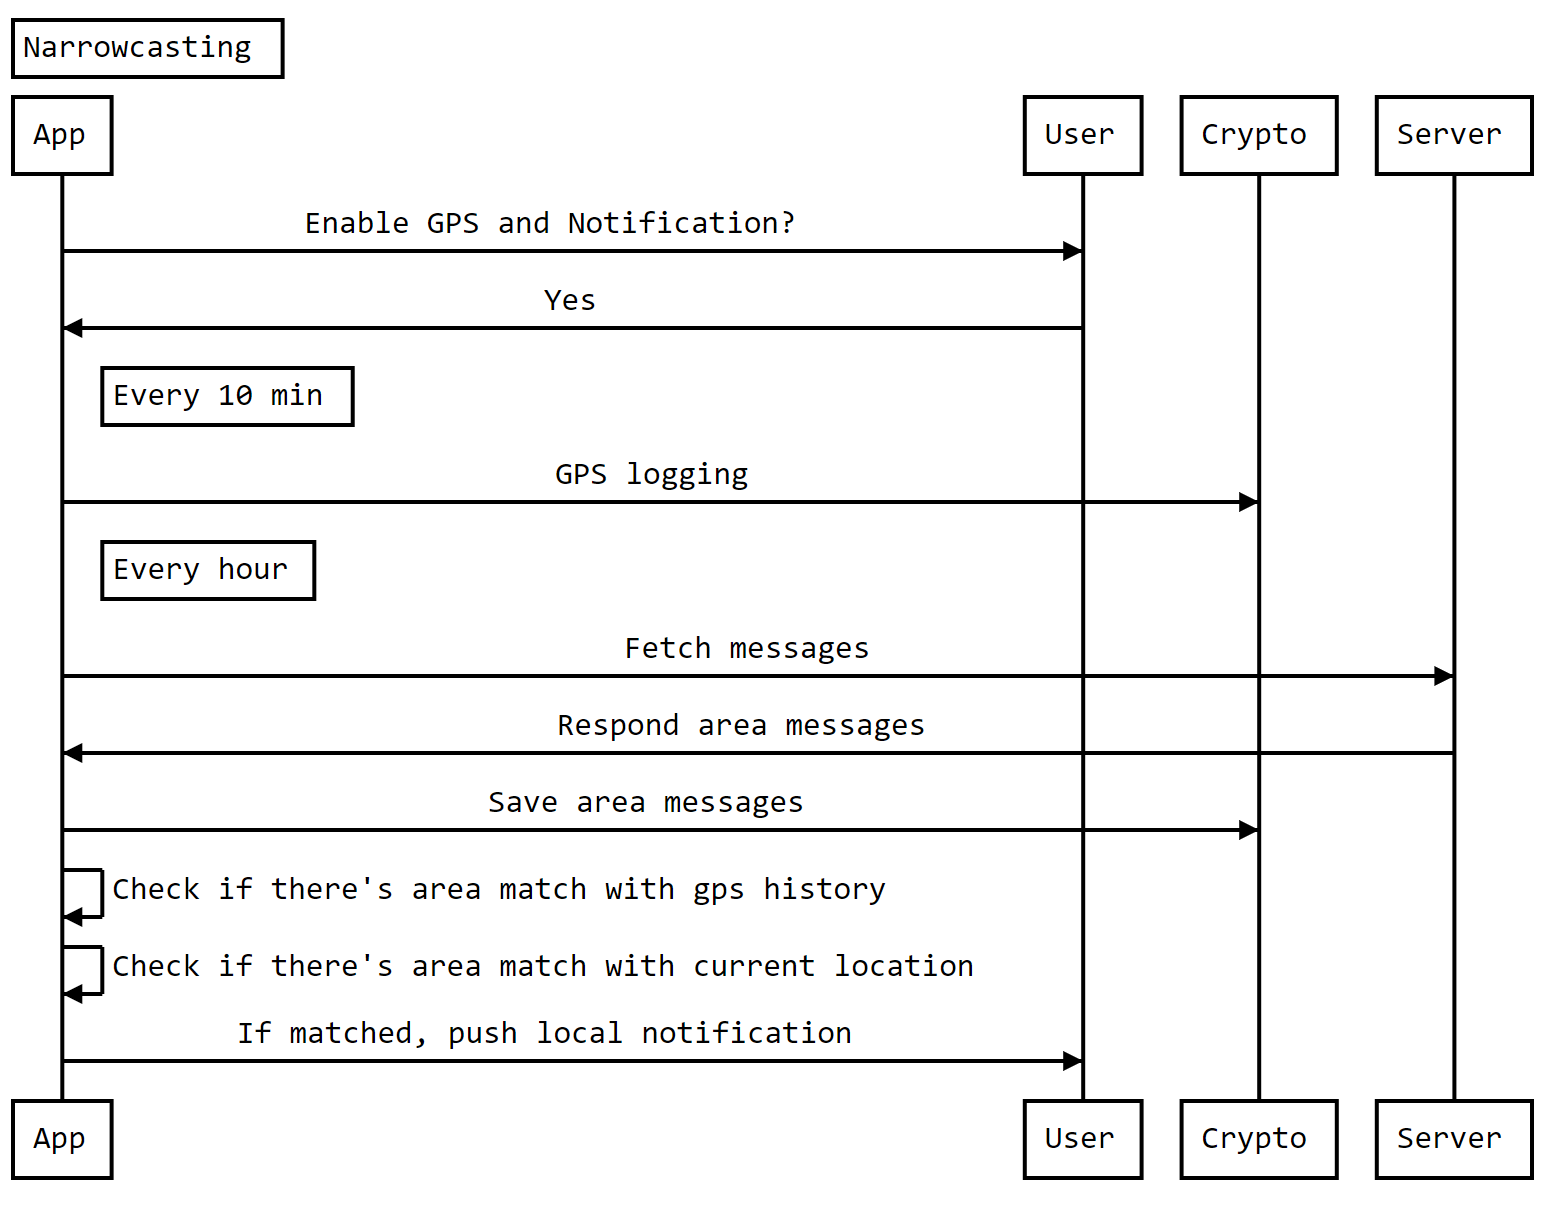 Narrowcasting
App
User
Crypto
Server
Enable GPS and Notification?
Yes
Every 10 min
GPS logging
Every hour
Fetch messages
Respond area messages
Save area messages
Check if there's area match with gps history
Check if there's area match with current location
If matched, push local notification
App
User
Crypto
Server